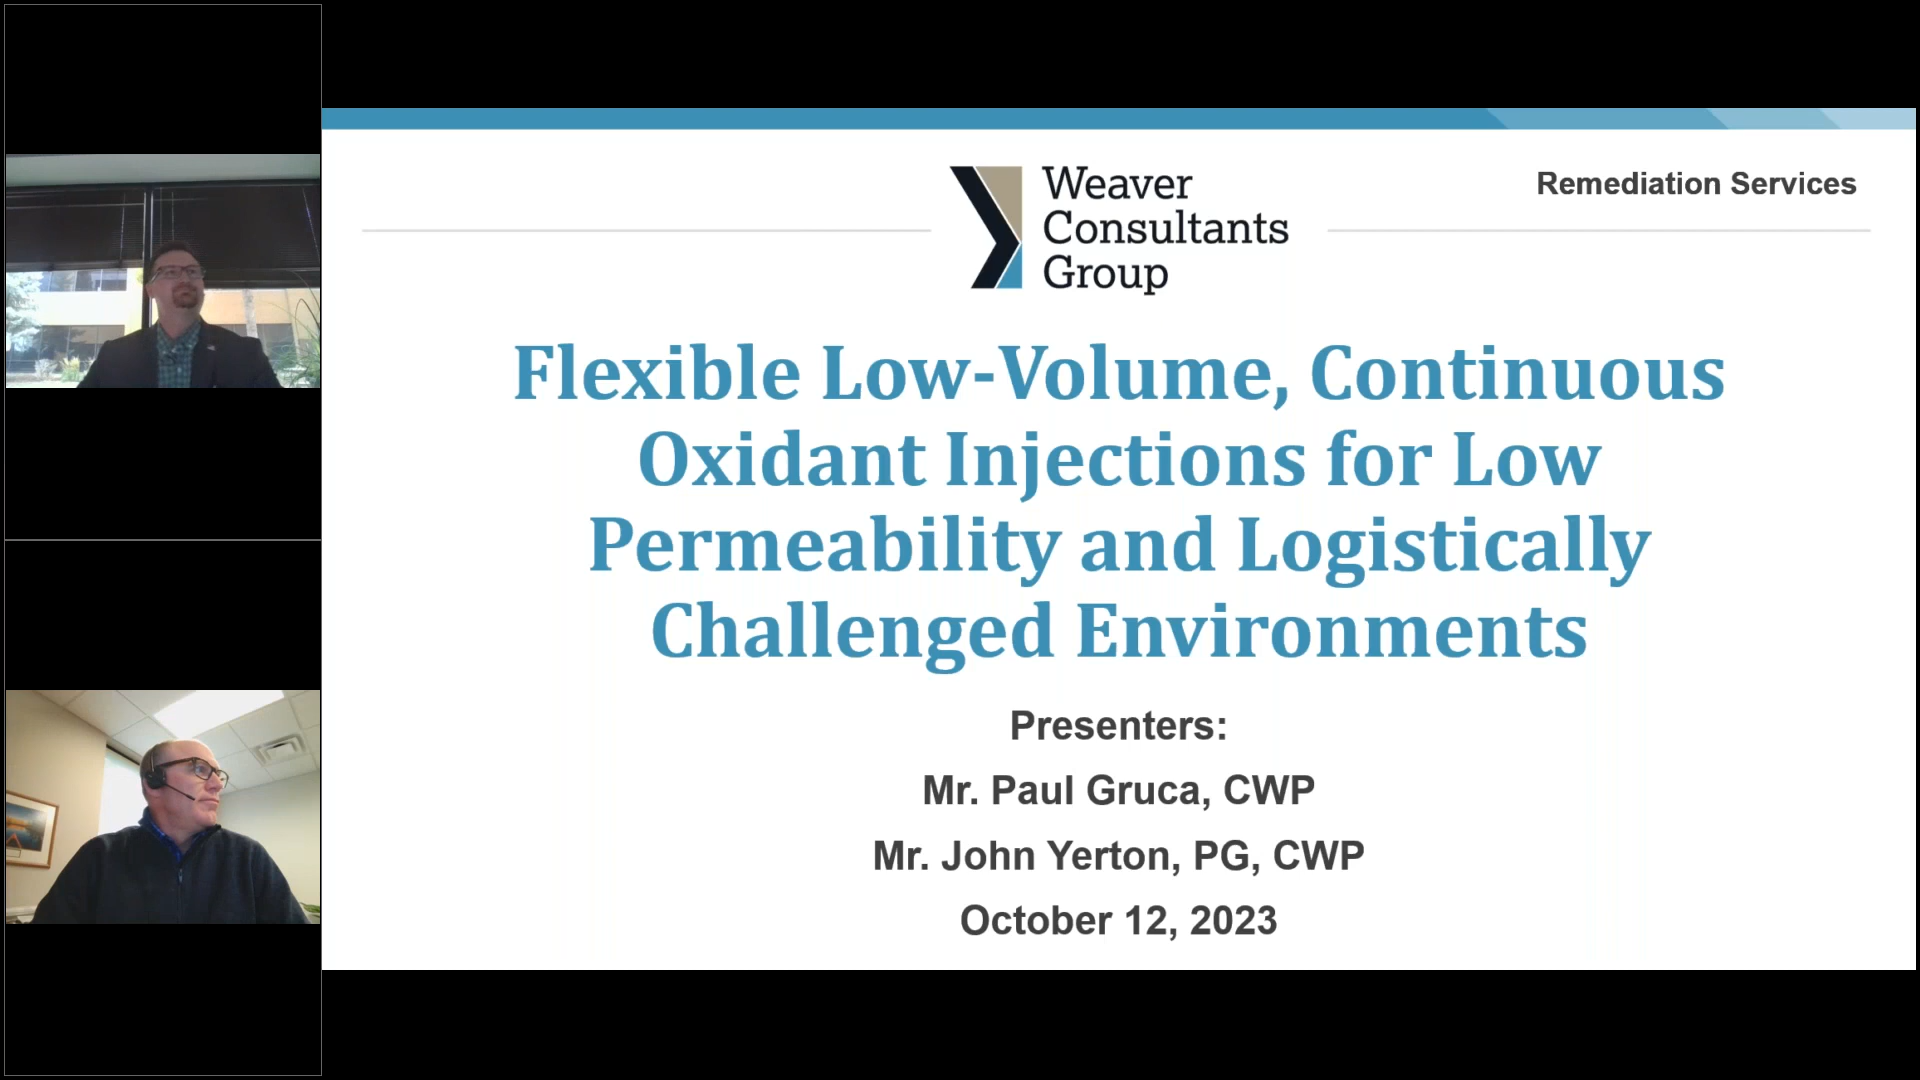 Weaver
Consultants
Group
Remediation Services
Flexible Low-Volume, Continuous
Oxidant Injections for Low
Permeability and Logistically
Challenged Environments
Presenters:
Mr. Paul Gruca, CWP
Mr. John Yerton, PG, CWP
October 12, 2023